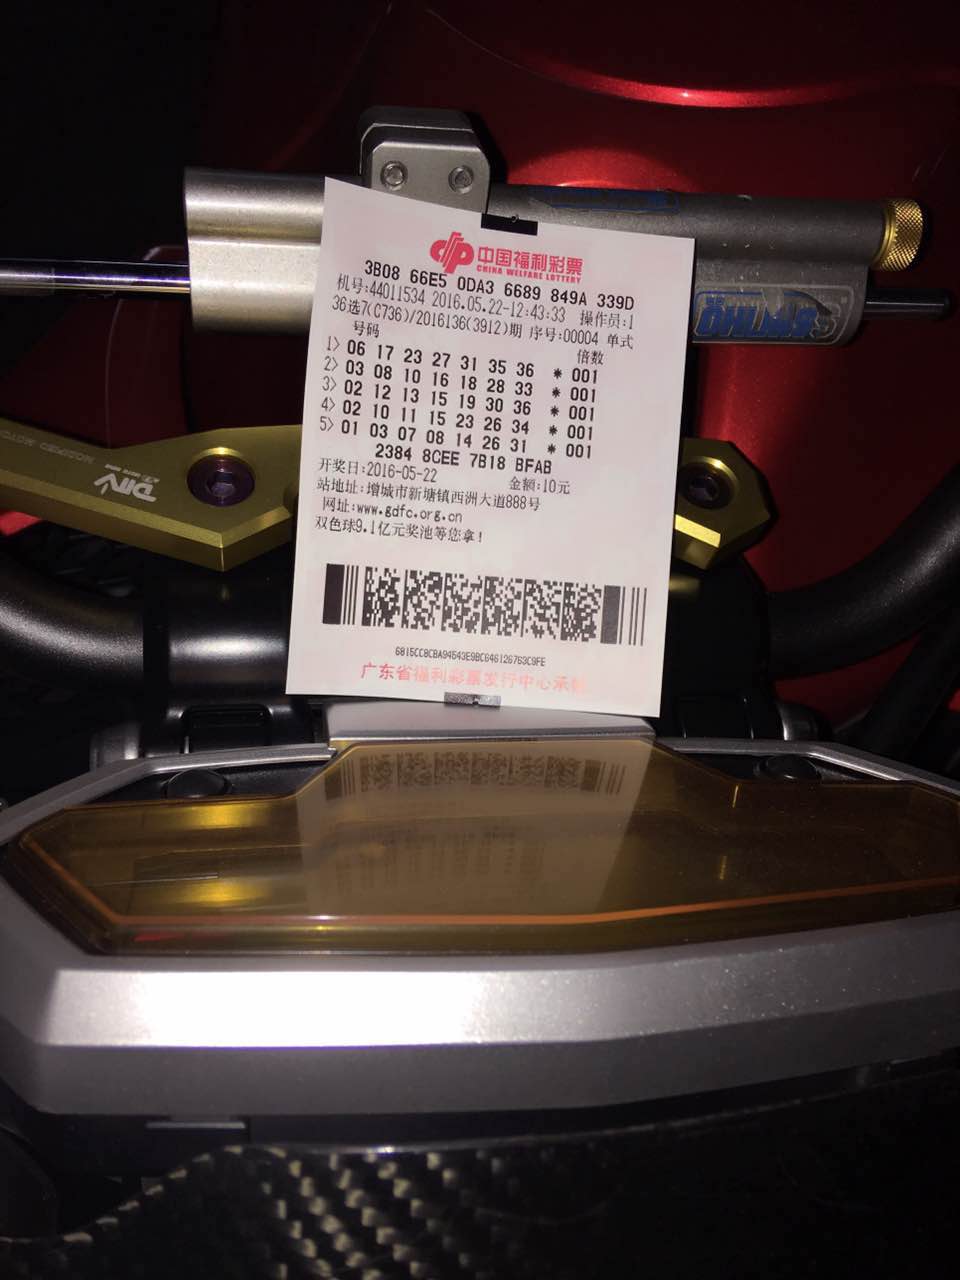 中国福利彩票
CHINA WELFARE LOTTERY
3B08 66E5 0DA3 6689 849A 339D
机号:44011534 2016.05.22-12:43:33 操作员:1
36选7(C736)/2016136(3912)期 序号:00004 单式
号码 倍数
1> 06 17 23 27 31 35 36 * 001
2> 03 08 10 16 18 28 33 * 001
3> 02 12 13 15 19 30 36 * 001
4> 02 10 11 15 23 26 34 * 001
5> 01 03 07 08 14 26 31 * 001
2384 8CEE 7B18 BFAB
开奖日:2016-05-22 金额:10元
站地址:增城市新塘镇西洲大道888号
网址:www.gdfc.org.cn
双色球9.1亿元奖池等您拿!
6815CC8CBA94543E9BC646126763C9FE
广东省福利彩票发行中心承
ÖHLINS
DIN